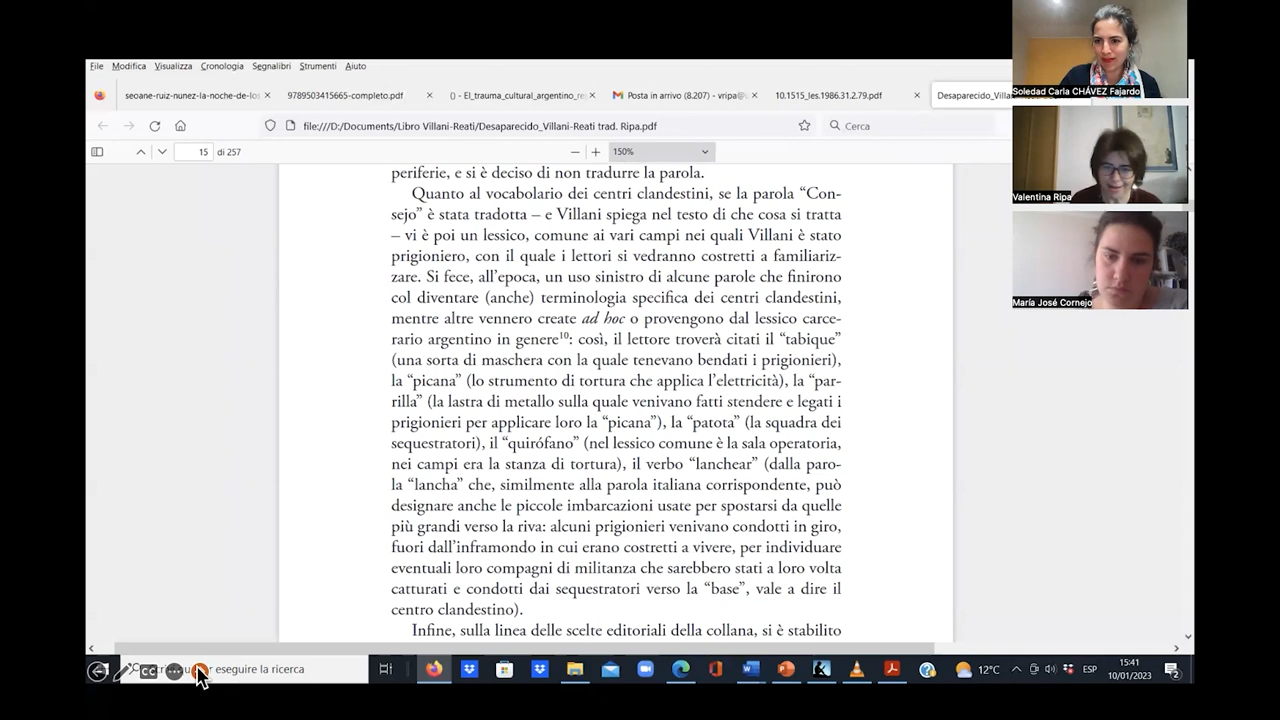 Soledad Carla CHÁVEZ Fajardo
File Modifica Visualizza Cronologia Segnalibri Strumenti Aiuto
seoane-ruiz-nunez-la-noche-de-los 9789503415665-completo.pdf () - El_trauma_cultural_argentino_re Posta in arrivo (8.207) - vripa@ 10.1515_les.1986.31.2.79.pdf Desaparecido_Villani
file:///D:/Documents/Libro Villani-Reati/Desaparecido_Villani-Reati trad. Ripa.pdf Cerca
15 di 257 150%
Valentina Ripa
María José Cornejo
periferie, e si è deciso di non tradurre la parola.
Quanto al vocabolario dei centri clandestini, se la parola “Con-
sejo” è stata tradotta – e Villani spiega nel testo di che cosa si tratta
– vi è poi un lessico, comune ai vari campi nei quali Villani è stato
prigioniero, con il quale i lettori si vedranno costretti a familiariz-
zare. Si fece, all’epoca, un uso sinistro di alcune parole che finirono
col diventare (anche) terminologia specifica dei centri clandestini,
mentre altre vennero create ad hoc o provengono dal lessico carce-
rario argentino in genere10: così, il lettore troverà citati il “tabique”
(una sorta di maschera con la quale tenevano bendati i prigionieri),
la “picana” (lo strumento di tortura che applica l’elettricità), la “par-
rilla” (la lastra di metallo sulla quale venivano fatti stendere e legati i
prigionieri per applicare loro la “picana”), la “patota” (la squadra dei
sequestratori), il “quirófano” (nel lessico comune è la sala operatoria,
nei campi era la stanza di tortura), il verbo “lanchear” (dalla paro-
la “lancha” che, similmente alla parola italiana corrispondente, può
designare anche le piccole imbarcazioni usate per spostarsi da quelle
più grandi verso la riva: alcuni prigionieri venivano condotti in giro,
fuori dall’inframondo in cui erano costretti a vivere, per individuare
eventuali loro compagni di militanza che sarebbero stati a loro volta
catturati e condotti dai sequestratori verso la “base”, vale a dire il
centro clandestino).
Infine, sulla linea delle scelte editoriali della collana, si è stabilito
CC eseguire la ricerca 12°C ESP 15:41
10/01/2023 2